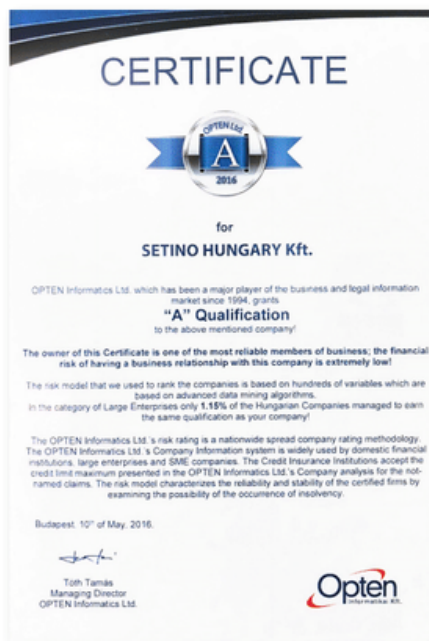 CERTIFICATE
OPTEN Ltd.
A
2016
for
SETINO HUNGARY Kft.
OPTEN Informatics Ltd. which has been a major player of the business and legal information
market since 1994, grants
"A" Qualification
to the above mentioned company!
The owner of this Certificate is one of the most reliable members of business; the financial
risk of having a business relationship with this company is extremely low!
The risk model that we used to rank the companies is based on hundreds of variables which are
based on advanced data mining algorithms.
In the category of Large Enterprises only 1.15% of the Hungarian Companies managed to earn
the same qualification as your company!
The OPTEN Informatics Ltd.'s risk rating is a nationwide spread company rating methodology.
The OPTEN Informatics Ltd.'s Company Information system is widely used by domestic financial
institutions, large enterprises and SME companies. The Credit Insurance Institutions accept the
credit limit maximum presented in the OPTEN Informatics Ltd.'s Company analysis for the not-
named claims. The risk model characterizes the reliability and stability of the certified firms by
examining the possibility of the occurrence of insolvency.
Budapest, 10th of May, 2016.
Tóth Tamás
Managing Director
OPTEN Informatics Ltd.
Opten
Informatikai Kft.